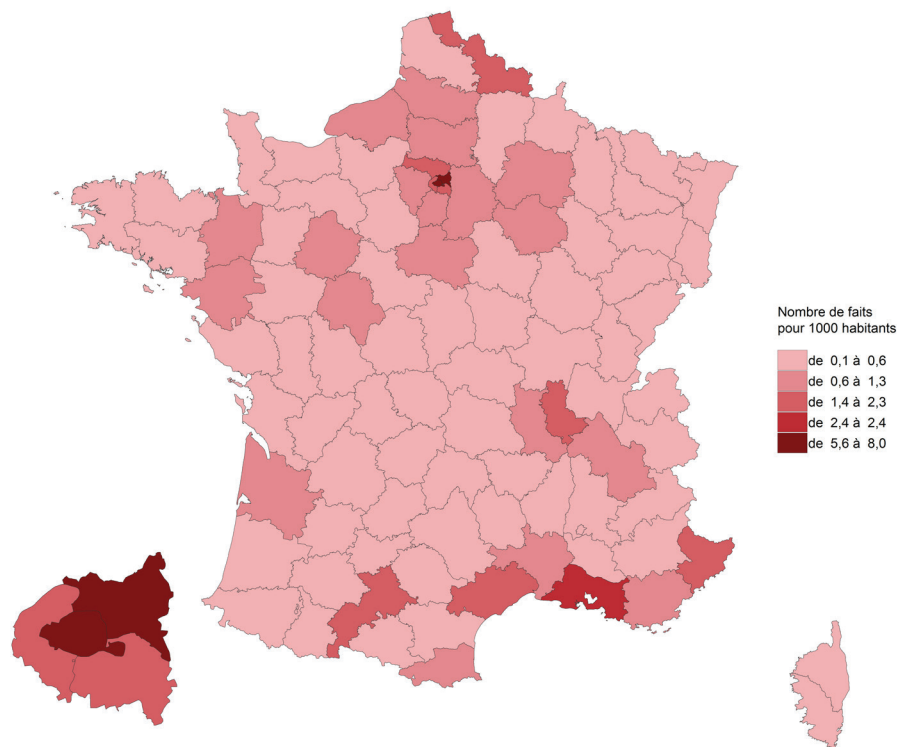 Nombre de faits
pour 1000 habitants
de 0,1 à 0,6
de 0,6 à 1,3
de 1,4 à 2,3
de 2,4 à 2,4
de 5,6 à 8,0